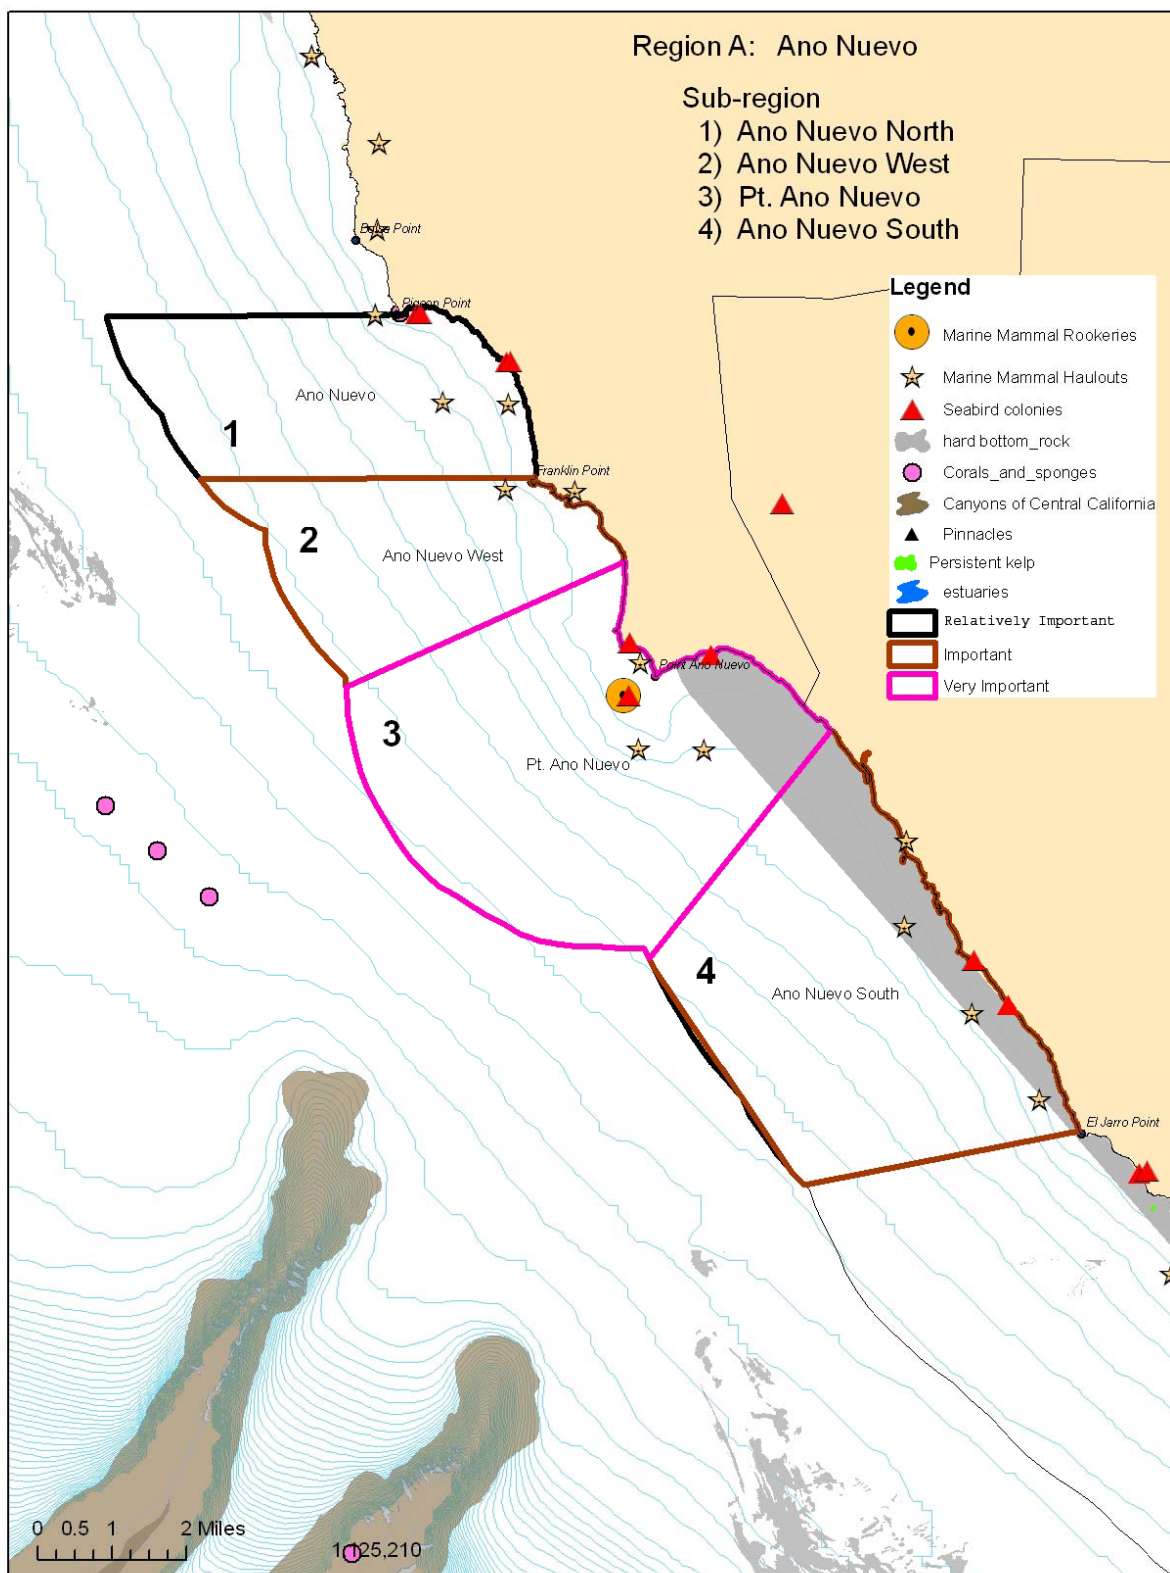 Region A: Ano Nuevo
Sub-region
1) Ano Nuevo North
2) Ano Nuevo West
3) Pt. Ano Nuevo
4) Ano Nuevo South
Legend
Marine Mammal Rookeries
Marine Mammal Haulouts
Seabird colonies
hard bottom_rock
Corals_and_sponges
Canyons of Central California
Pinnacles
Persistent kelp
estuaries
Relatively Important
Important
Very Important
Point
Pigeon Point
Ano Nuevo
1
Franklin Point
2
Ano Nuevo West
Point Ano Nuevo
3
Pt. Ano Nuevo
4
Ano Nuevo South
El Jarro Point
0 0.5 1 2 Miles
1:125,210